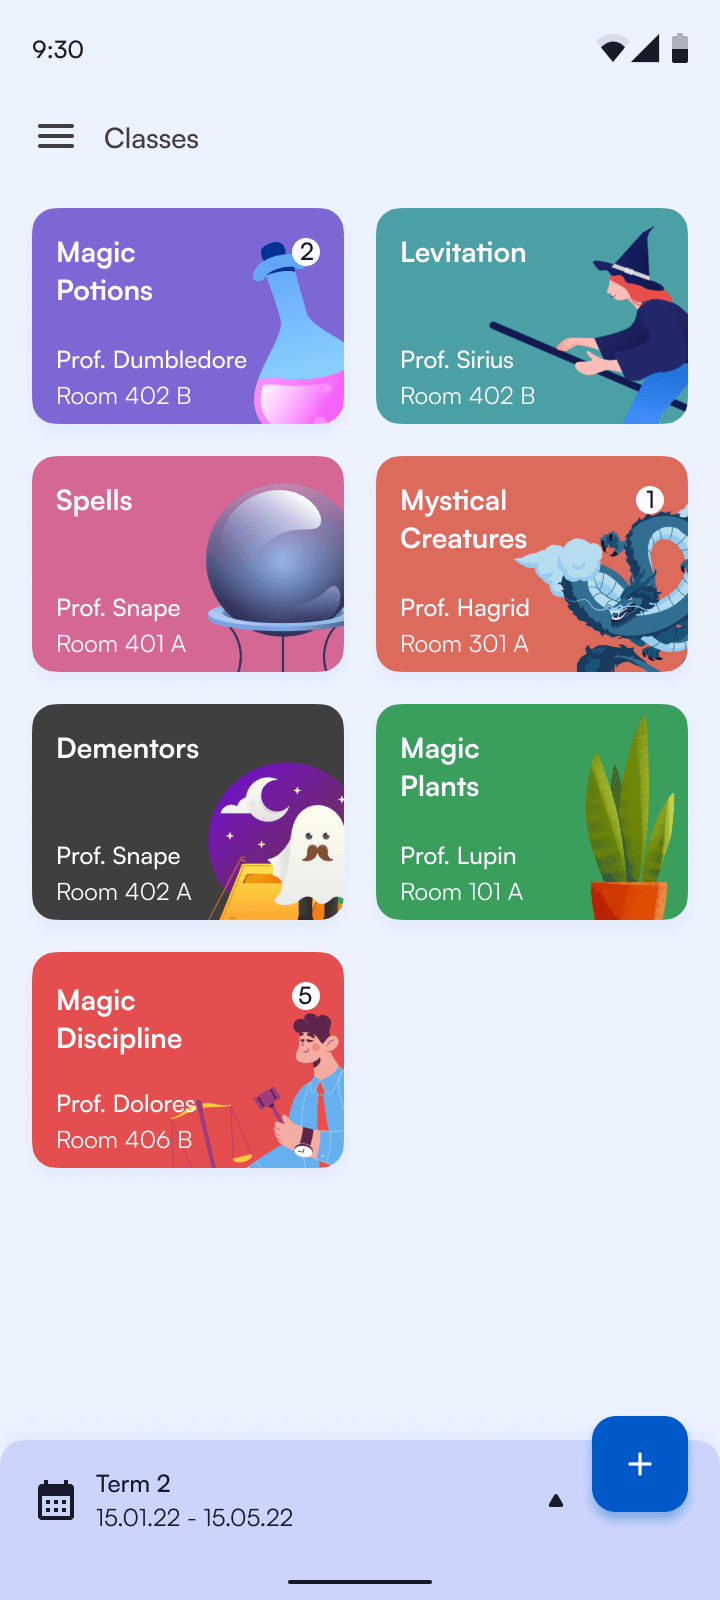 9:30
Classes
Magic
Potions
2
Prof. Dumbledore
Room 402 B
Levitation
Prof. Sirius
Room 402 B
Spells
Prof. Snape
Room 401 A
Mystical
Creatures
1
Prof. Hagrid
Room 301 A
Dementors
Prof. Snape
Room 402 A
Magic
Plants
Prof. Lupin
Room 101 A
Magic
Discipline
5
Prof. Dolores
Room 406 B
Term 2
15.01.22 - 15.05.22